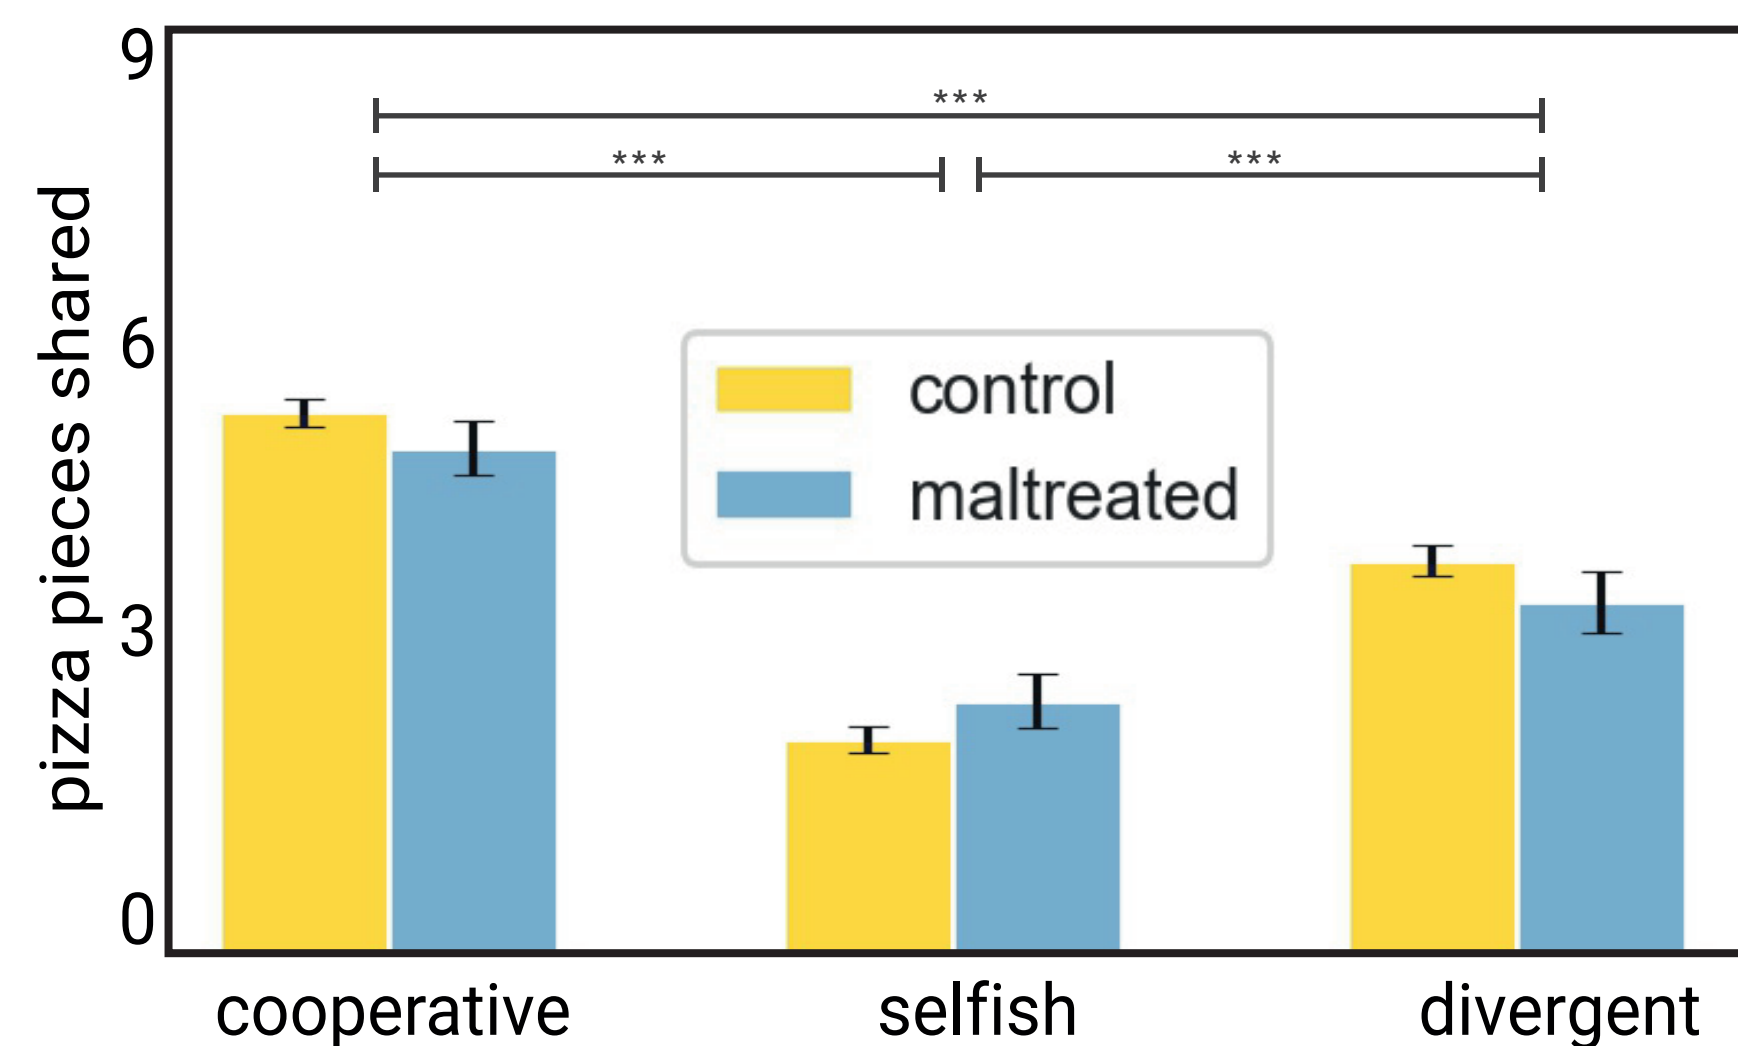 9
***
*** ***
pizza pieces shared
6
control
maltreated
3
0
cooperative selfish divergent